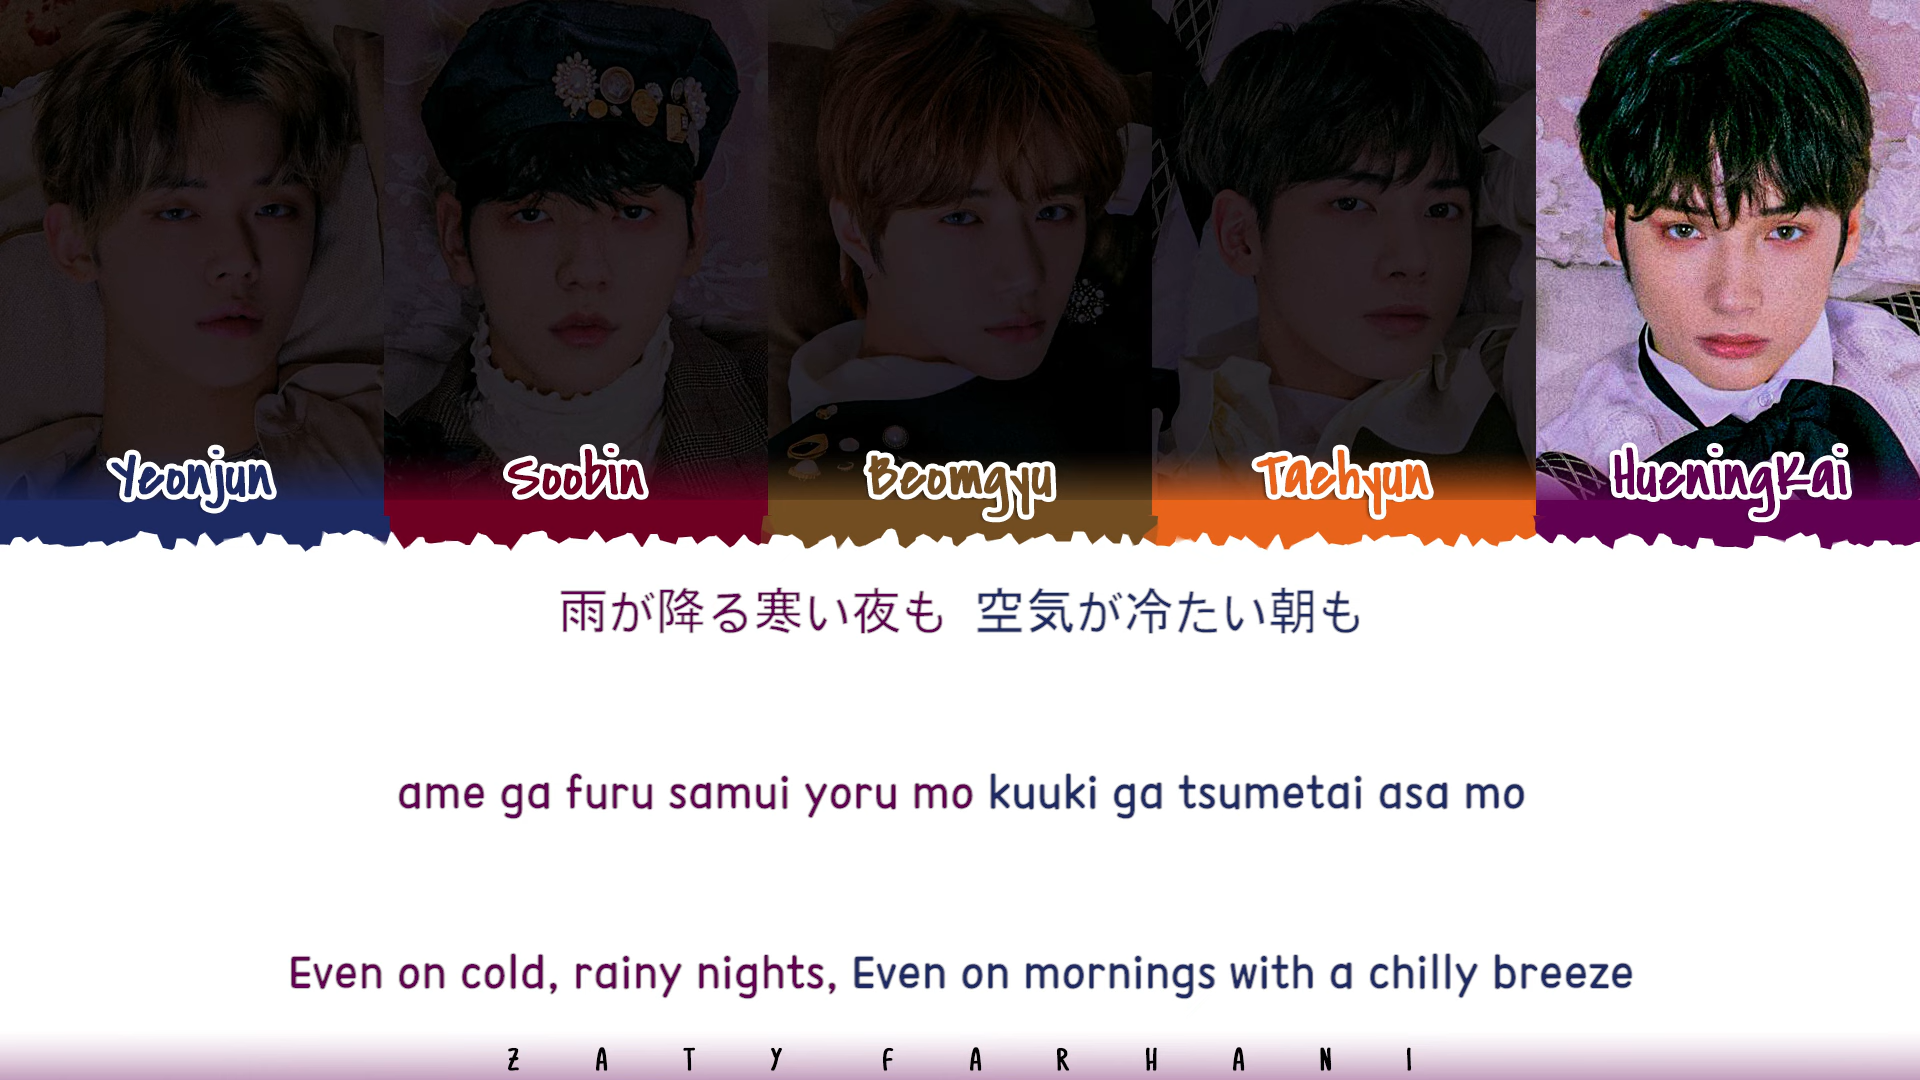 Yeonjun Soobin Beomgyu Taehyun HueningKai
雨が降る寒い夜も 空気が冷たい朝も
ame ga furu samui yoru mo kuuki ga tsumetai asa mo
Even on cold, rainy nights, Even on mornings with a chilly breeze
ZATY FARHANI